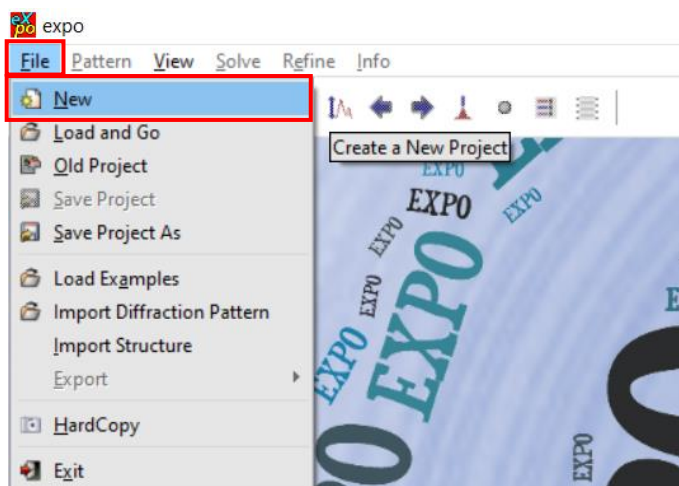 eXpo expo
File Pattern View Solve Refine Info
New
Load and Go
Create a New Project
Old Project
Save Project
Save Project As
Load Examples
Import Diffraction Pattern
Import Structure
Export
HardCopy
Exit
EXPO
EXPO
EXPO
EXPO
EXPO
EXPO
EXPO
EXPO